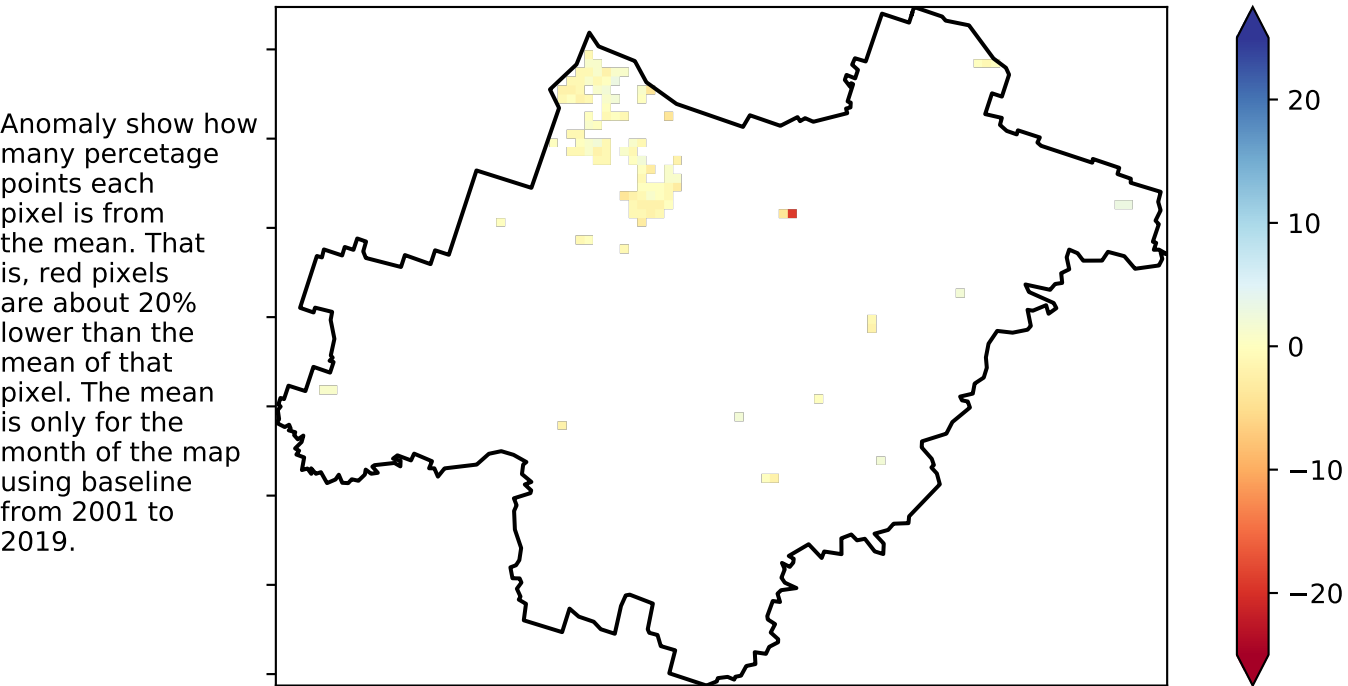 Anomaly show how
many percetage
points each
pixel is from
the mean. That
is, red pixels
are about 20%
lower than the
mean of that
pixel. The mean
is only for the
month of the map
using baseline
from 2001 to
2019.
20
10
0
−10
−20